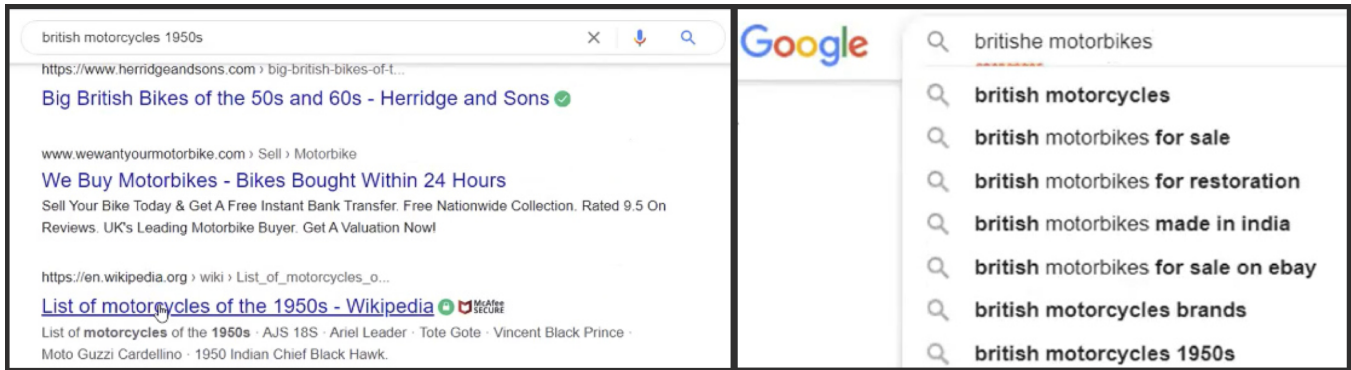 british motorcycles 1950s
https://www.herridgeandsons.com › big-british-bikes-of-t...
Big British Bikes of the 50s and 60s - Herridge and Sons
www.wewantyourmotorbike.com › Sell › Motorbike
We Buy Motorbikes - Bikes Bought Within 24 Hours
Sell Your Bike Today & Get A Free Instant Bank Transfer. Free Nationwide Collection. Rated 9.5 On
Reviews. UK's Leading Motorbike Buyer. Get A Valuation Now!
https://en.wikipedia.org › wiki › List_of_motorcycles_o...
List of motorcycles of the 1950s - Wikipedia McAfee SECURE
List of motorcycles of the 1950s · AJS 18S · Ariel Leader · Tote Gote · Vincent Black Prince ·
Moto Guzzi Cardellino · 1950 Indian Chief Black Hawk.
Google
britishe motorbikes
british motorcycles
british motorbikes for sale
british motorbikes for restoration
british motorbikes made in india
british motorbikes for sale on ebay
british motorcycles brands
british motorcycles 1950s